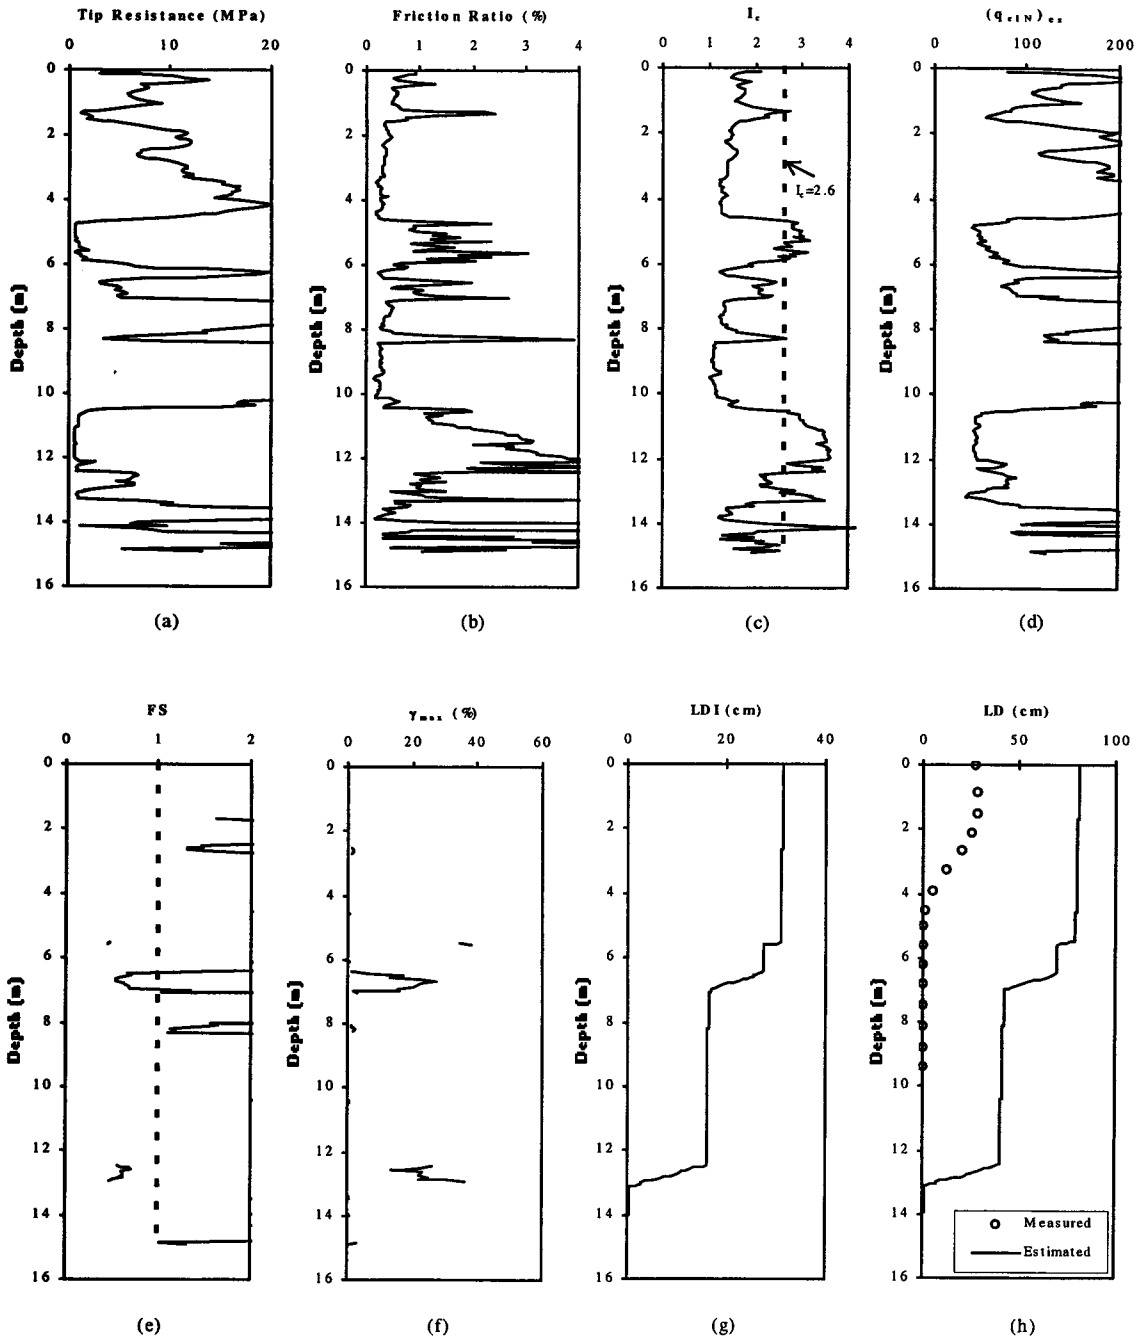 Tip Resistance (MPa)
0 10 20
0
2
4
6
8
10
12
14
16
Depth [m]
(a)
Friction Ratio (%)
0 1 2 3 4
0
2
4
6
8
10
12
14
16
Depth [m]
(b)
I_c
0 1 2 3 4
0
2
4
6
8
10
12
14
16
Depth [m]
I_c=2.6
(c)
(q_c1N)_cs
0 100 200
0
2
4
6
8
10
12
14
16
Depth [m]
(d)
FS
0 1 2
0
2
4
6
8
10
12
14
16
Depth [m]
(e)
γ_max (%)
0 20 40 60
0
2
4
6
8
10
12
14
16
Depth [m]
(f)
LDI (cm)
0 20 40
0
2
4
6
8
10
12
14
16
Depth [m]
(g)
LD (cm)
0 50 100
0
2
4
6
8
10
12
14
16
Depth [m]
Measured
Estimated
(h)